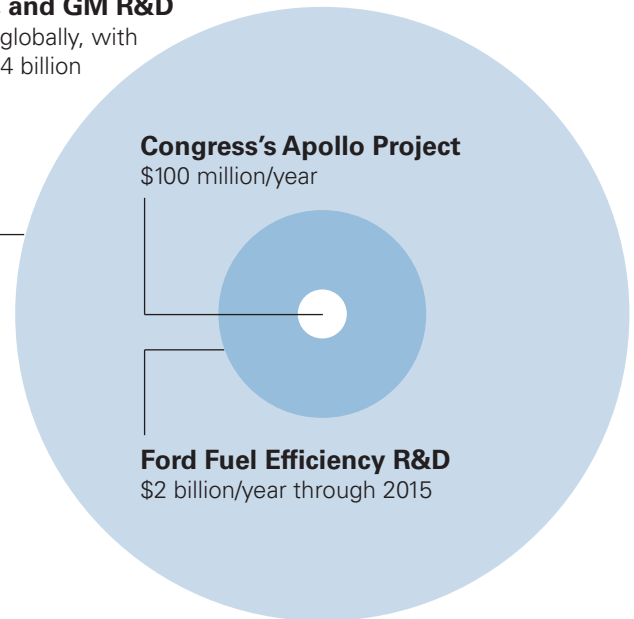 and GM R&D
globally, with
4 billion
Congress’s Apollo Project
$100 million/year
Ford Fuel Efficiency R&D
$2 billion/year through 2015